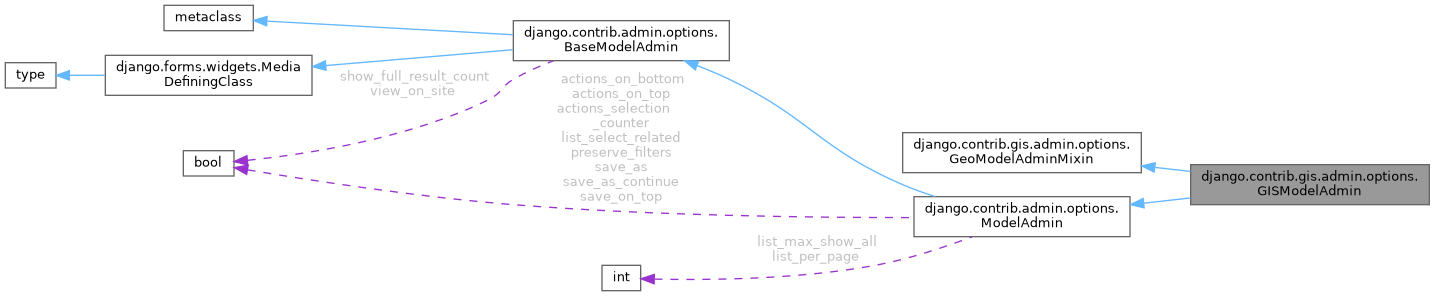 metaclass
django.contrib.admin.options.
BaseModelAdmin
type
django.forms.widgets.Media
DefiningClass
show_full_result_count
view_on_site
actions_on_bottom
actions_on_top
actions_selection
_counter
list_select_related
preserve_filters
save_as
save_as_continue
save_on_top
bool
django.contrib.gis.admin.options.
GeoModelAdminMixin
django.contrib.gis.admin.options.
GISModelAdmin
django.contrib.admin.options.
ModelAdmin
list_max_show_all
list_per_page
int